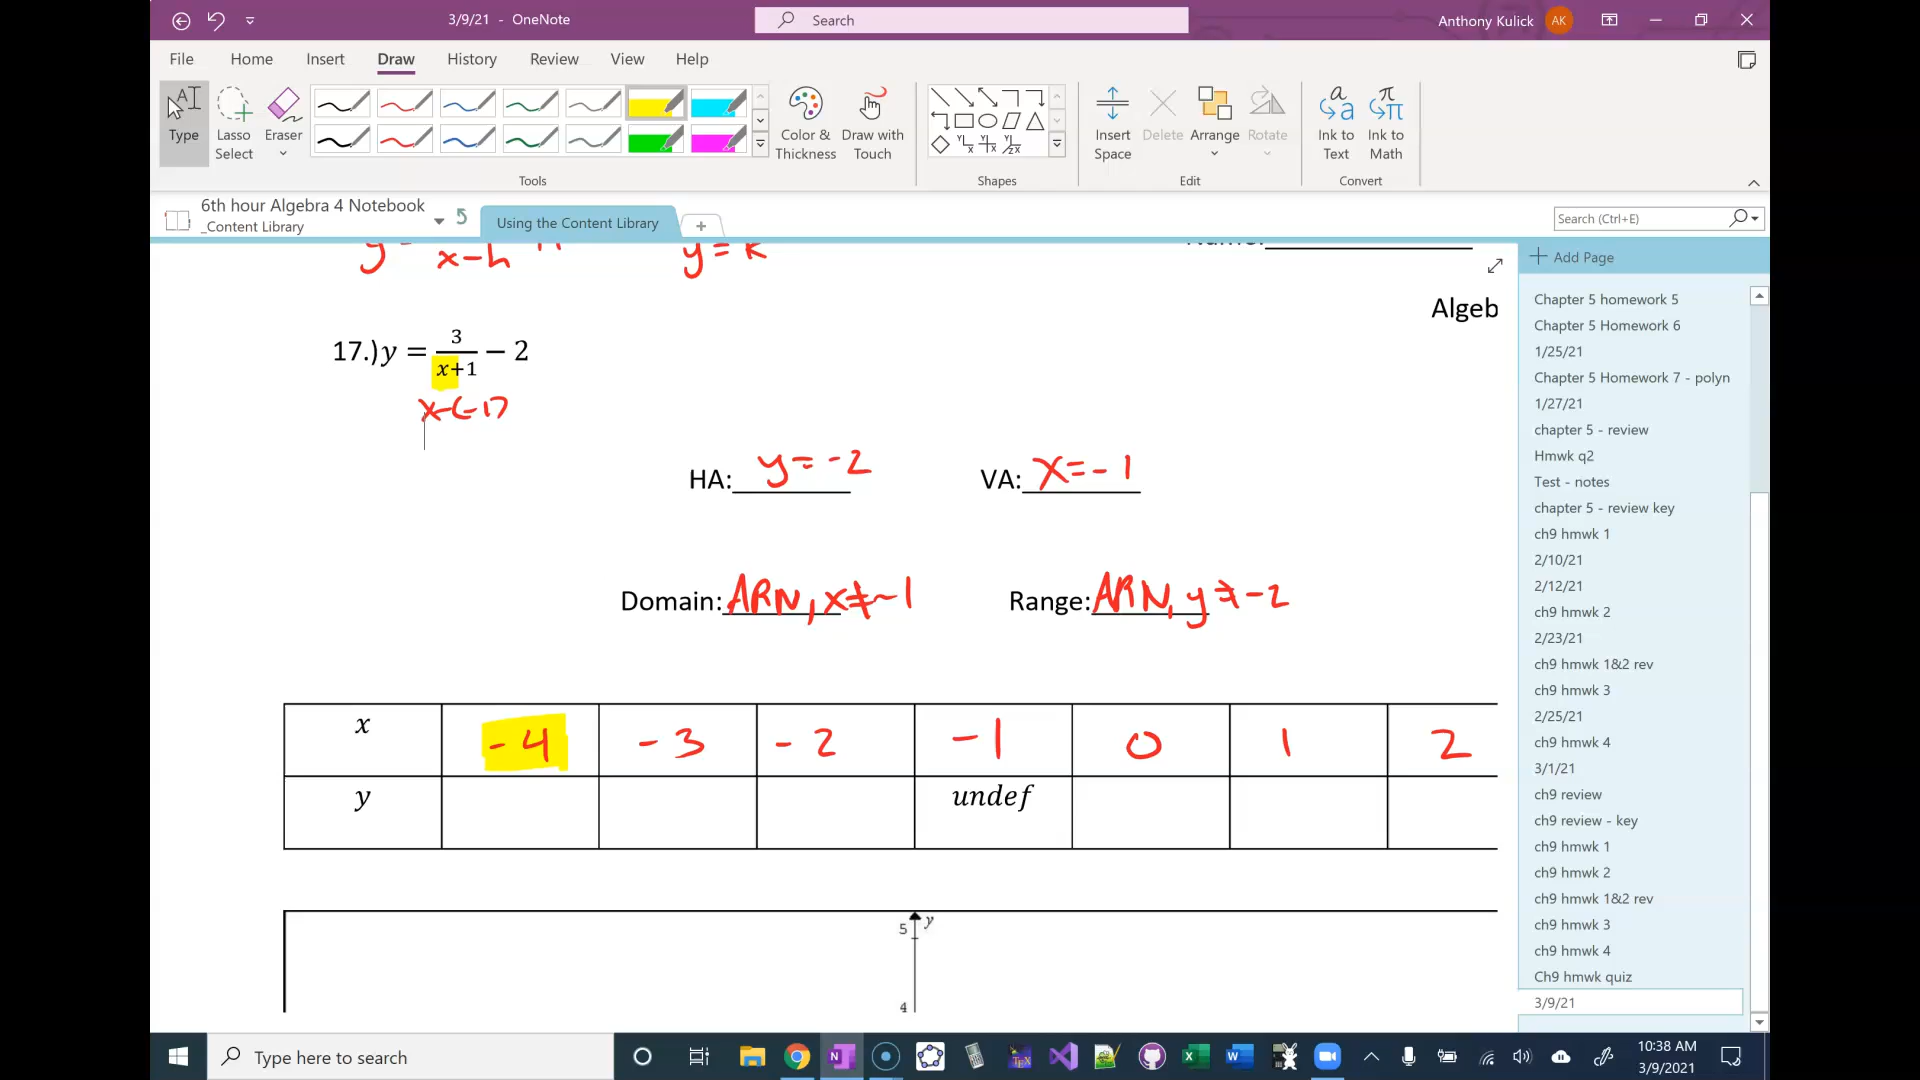 3/9/21 - OneNote
Search
Anthony Kulick
AK
File Home Insert Draw History Review View Help
Type
Lasso Select
Eraser
Color & Thickness
Draw with Touch
Insert Space
Delete
Arrange
Rotate
Ink to Text
Ink to Math
Tools
Shapes
Edit
Convert
6th hour Algebra 4 Notebook
_Content Library
Using the Content Library
Search (Ctrl+E)
Add Page
x-h
y = k
Algeb
17.) y = 3/(x+1) - 2
x-(-1)
HA: y = -2
VA: x = -1
Domain: ARN, x ≠ -1
Range: ARN, y ≠ -2
x -4 -3 -2 -1 0 1 2
y undef
5 y
4
Chapter 5 homework 5
Chapter 5 Homework 6
1/25/21
Chapter 5 Homework 7 - polyn
1/27/21
chapter 5 - review
Hmwk q2
Test - notes
chapter 5 - review key
ch9 hmwk 1
2/10/21
2/12/21
ch9 hmwk 2
2/23/21
ch9 hmwk 1&2 rev
ch9 hmwk 3
2/25/21
ch9 hmwk 4
3/1/21
ch9 review
ch9 review - key
ch9 hmwk 1
ch9 hmwk 2
ch9 hmwk 1&2 rev
ch9 hmwk 3
ch9 hmwk 4
Ch9 hmwk quiz
3/9/21
Type here to search
10:38 AM
3/9/2021